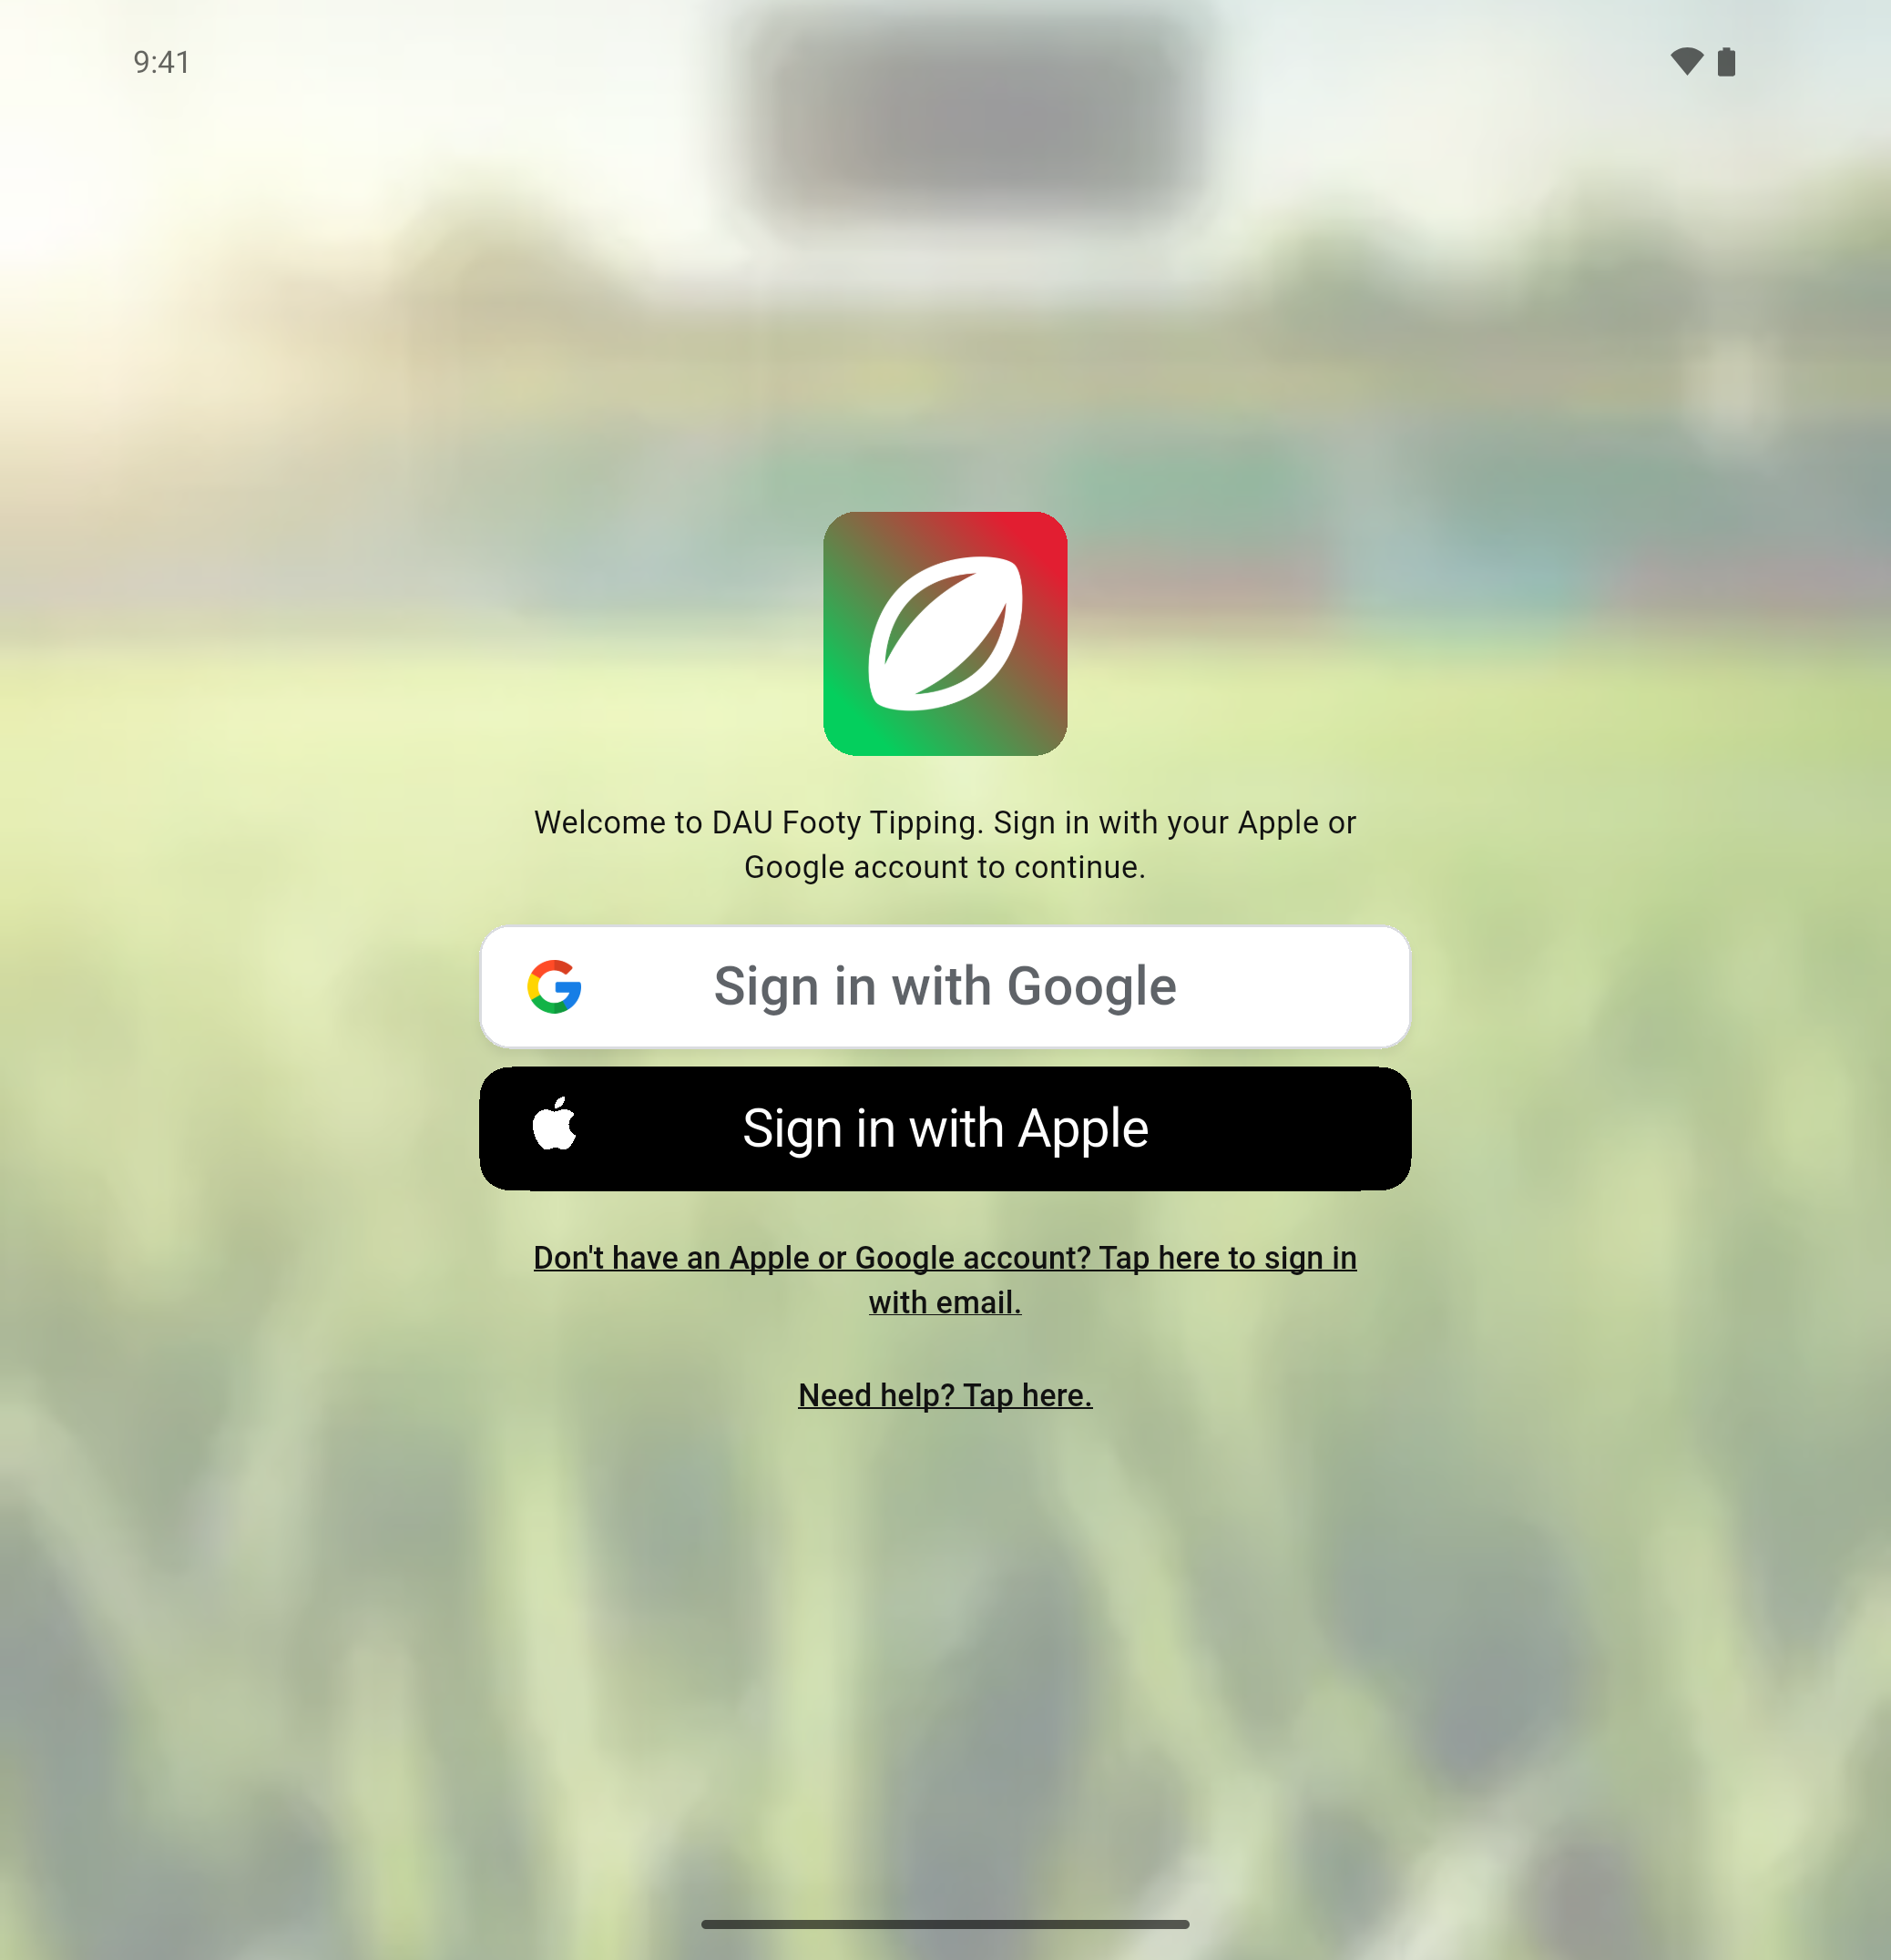 9:41
Welcome to DAU Footy Tipping. Sign in with your Apple or
Google account to continue.
Sign in with Google
Sign in with Apple
Don't have an Apple or Google account? Tap here to sign in
with email.
Need help? Tap here.